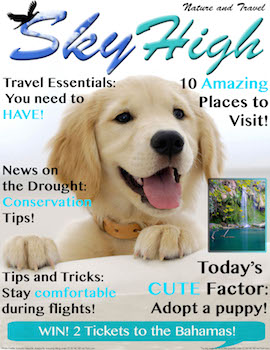 Nature and Travel
SkyHigh
Travel Essentials:
You need to
HAVE!
10 Amazing
Places to
Visit!
News on
the Drought:
Conservation
Tips!
Tips and Tricks:
Stay comfortable
during flights!
Today's
CUTE Factor:
Adopt a puppy!
WIN! 2 Tickets to the Bahamas!